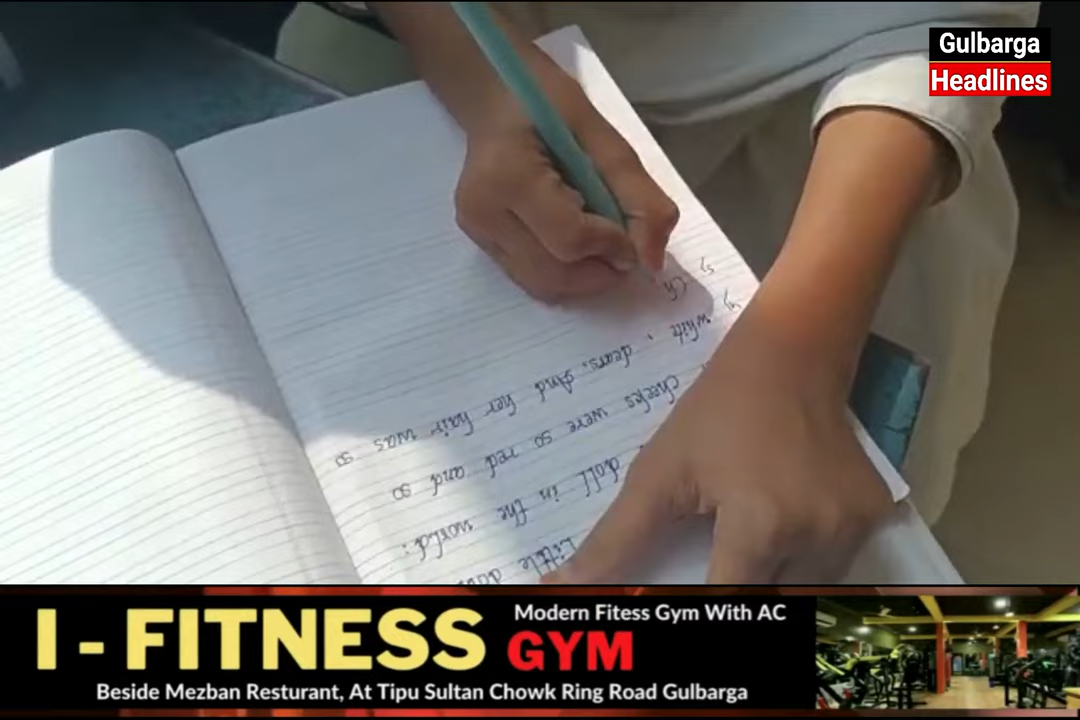 Gulbarga
Headlines
Little
doll in the world:
cheeks were so red and so
white, dears. And her hair was so
Ch
I - FITNESS GYM
Modern Fitess Gym With AC
Beside Mezban Resturant, At Tipu Sultan Chowk Ring Road Gulbarga